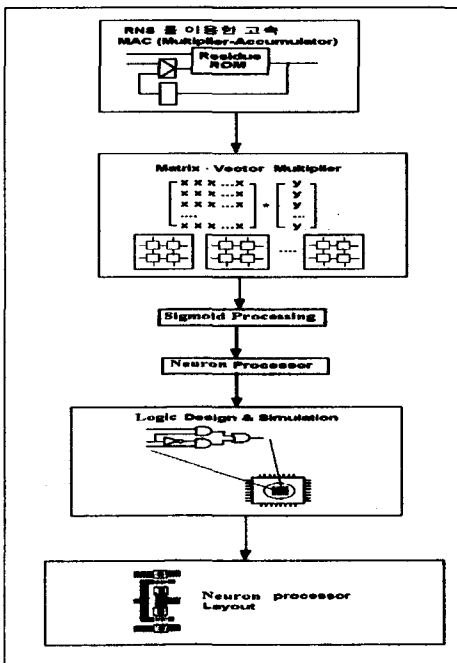 RNS 를 이용한 고속
MAC (Multiplier-Accumulator)
Residue
ROM
Matrix · Vector Multiplier
x x x ...x y
x x x ...x y
x x x ...x * y
.... ...
x x x ...x y
....
Sigmoid Processing
Neuron Processor
Logic Design & Simulation
Neuron processor
Layout